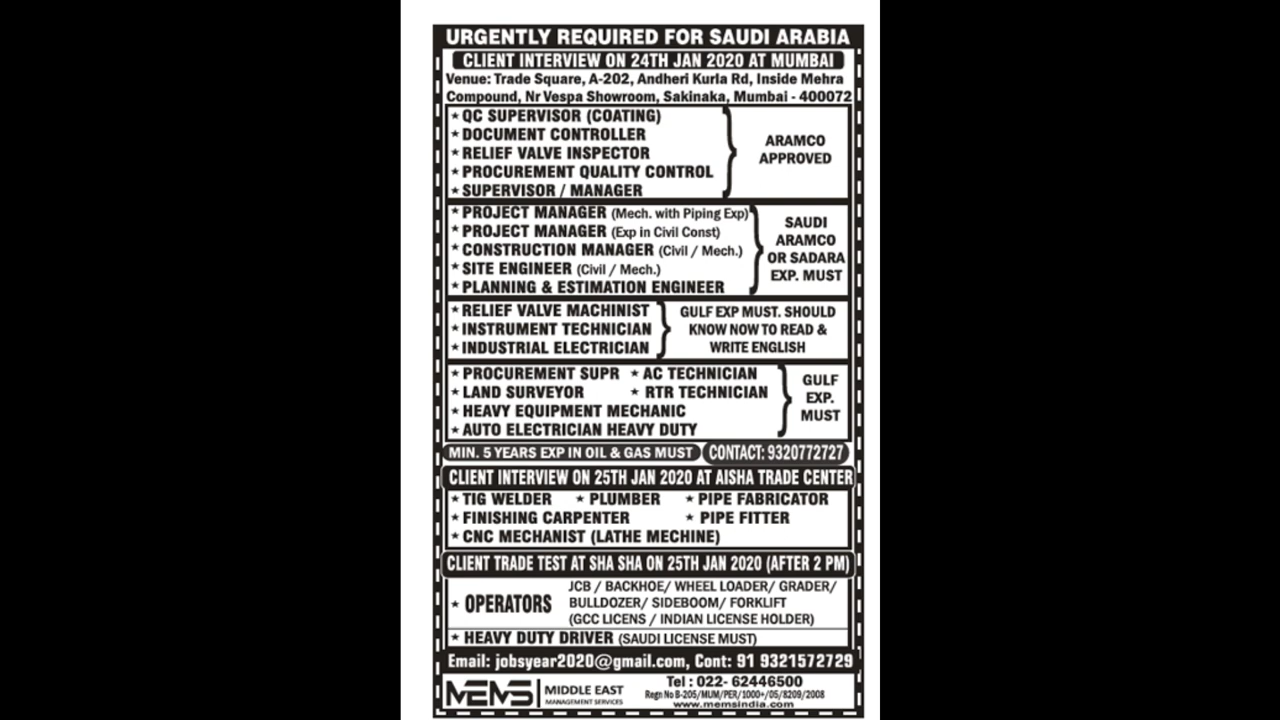 URGENTLY REQUIRED FOR SAUDI ARABIA
CLIENT INTERVIEW ON 24TH JAN 2020 AT MUMBAI
Venue: Trade Square, A-202, Andheri Kurla Rd, Inside Mehra
Compound, Nr Vespa Showroom, Sakinaka, Mumbai - 400072
★ QC SUPERVISOR (COATING)
★ DOCUMENT CONTROLLER
★ RELIEF VALVE INSPECTOR
★ PROCUREMENT QUALITY CONTROL
★ SUPERVISOR / MANAGER
ARAMCO
APPROVED
★ PROJECT MANAGER (Mech. with Piping Exp)
★ PROJECT MANAGER (Exp in Civil Const)
★ CONSTRUCTION MANAGER (Civil / Mech.)
★ SITE ENGINEER (Civil / Mech.)
★ PLANNING & ESTIMATION ENGINEER
SAUDI
ARAMCO
OR SADARA
EXP. MUST
★ RELIEF VALVE MACHINIST
★ INSTRUMENT TECHNICIAN
★ INDUSTRIAL ELECTRICIAN
GULF EXP MUST. SHOULD
KNOW NOW TO READ &
WRITE ENGLISH
★ PROCUREMENT SUPR ★ AC TECHNICIAN
★ LAND SURVEYOR ★ RTR TECHNICIAN
★ HEAVY EQUIPMENT MECHANIC
★ AUTO ELECTRICIAN HEAVY DUTY
GULF
EXP.
MUST
MIN. 5 YEARS EXP IN OIL & GAS MUST CONTACT: 9320772727
CLIENT INTERVIEW ON 25TH JAN 2020 AT AISHA TRADE CENTER
★ TIG WELDER ★ PLUMBER ★ PIPE FABRICATOR
★ FINISHING CARPENTER ★ PIPE FITTER
★ CNC MECHANIST (LATHE MECHINE)
CLIENT TRADE TEST AT SHA SHA ON 25TH JAN 2020 (AFTER 2 PM)
★ OPERATORS
JCB / BACKHOE/ WHEEL LOADER/ GRADER/
BULLDOZER/ SIDEBOOM/ FORKLIFT
(GCC LICENS / INDIAN LICENSE HOLDER)
★ HEAVY DUTY DRIVER (SAUDI LICENSE MUST)
Email: jobsyear2020@gmail.com, Cont: 91 9321572729
MEMS
MIDDLE EAST
MANAGEMENT SERVICES
Tel : 022- 62446500
Regn No B-205/MUM/PER/1000+/05/8209/2008
www.memsindia.com